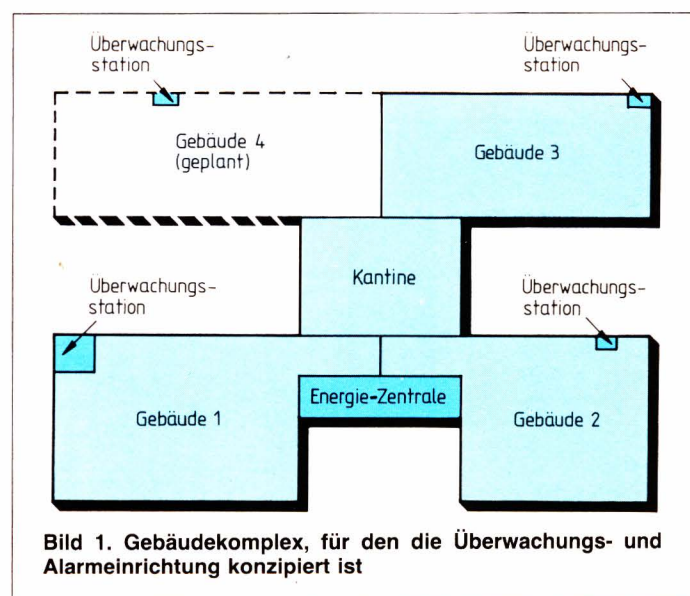 Überwachungs-
station
Überwachungs-
station
Gebäude 4
(geplant)
Gebäude 3
Kantine
Überwachungs-
station
Überwachungs-
station
Energie-Zentrale
Gebäude 1
Gebäude 2
Bild 1. Gebäudekomplex, für den die Überwachungs- und
Alarmeinrichtung konzipiert ist